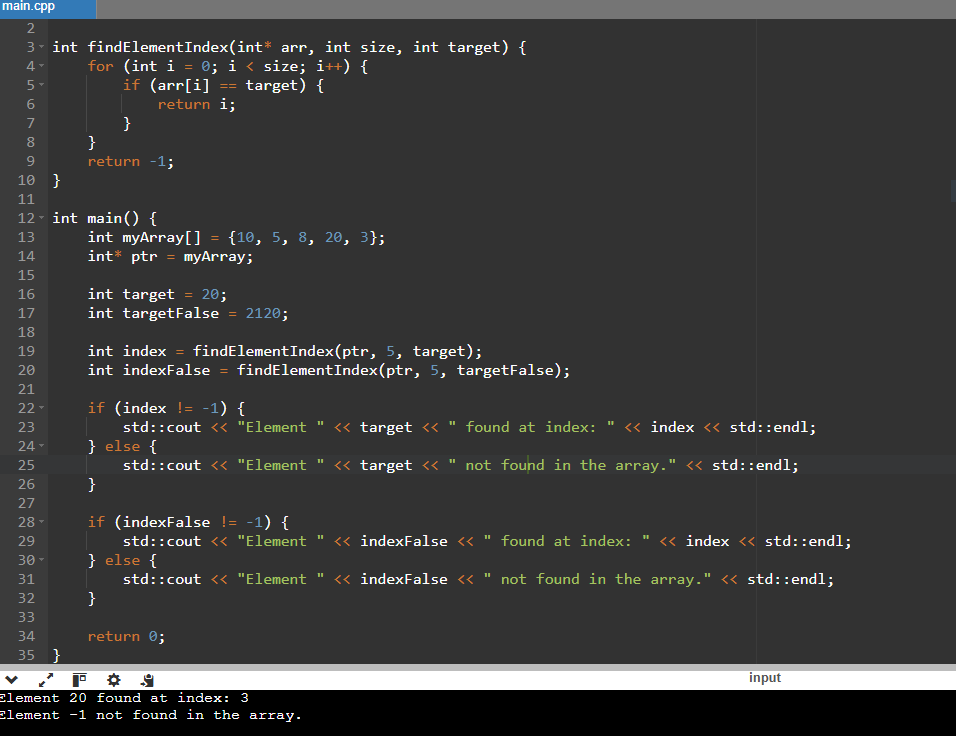 main.cpp
2
3 int findElementIndex(int* arr, int size, int target) {
4     for (int i = 0; i < size; i++) {
5         if (arr[i] == target) {
6             return i;
7         }
8     }
9     return -1;
10 }
11
12 int main() {
13     int myArray[] = {10, 5, 8, 20, 3};
14     int* ptr = myArray;
15
16     int target = 20;
17     int targetFalse = 2120;
18
19     int index = findElementIndex(ptr, 5, target);
20     int indexFalse = findElementIndex(ptr, 5, targetFalse);
21
22     if (index != -1) {
23         std::cout << "Element " << target << " found at index: " << index << std::endl;
24     } else {
25         std::cout << "Element " << target << " not found in the array." << std::endl;
26     }
27
28     if (indexFalse != -1) {
29         std::cout << "Element " << indexFalse << " found at index: " << index << std::endl;
30     } else {
31         std::cout << "Element " << indexFalse << " not found in the array." << std::endl;
32     }
33
34     return 0;
35 }
input
Element 20 found at index: 3
Element -1 not found in the array.